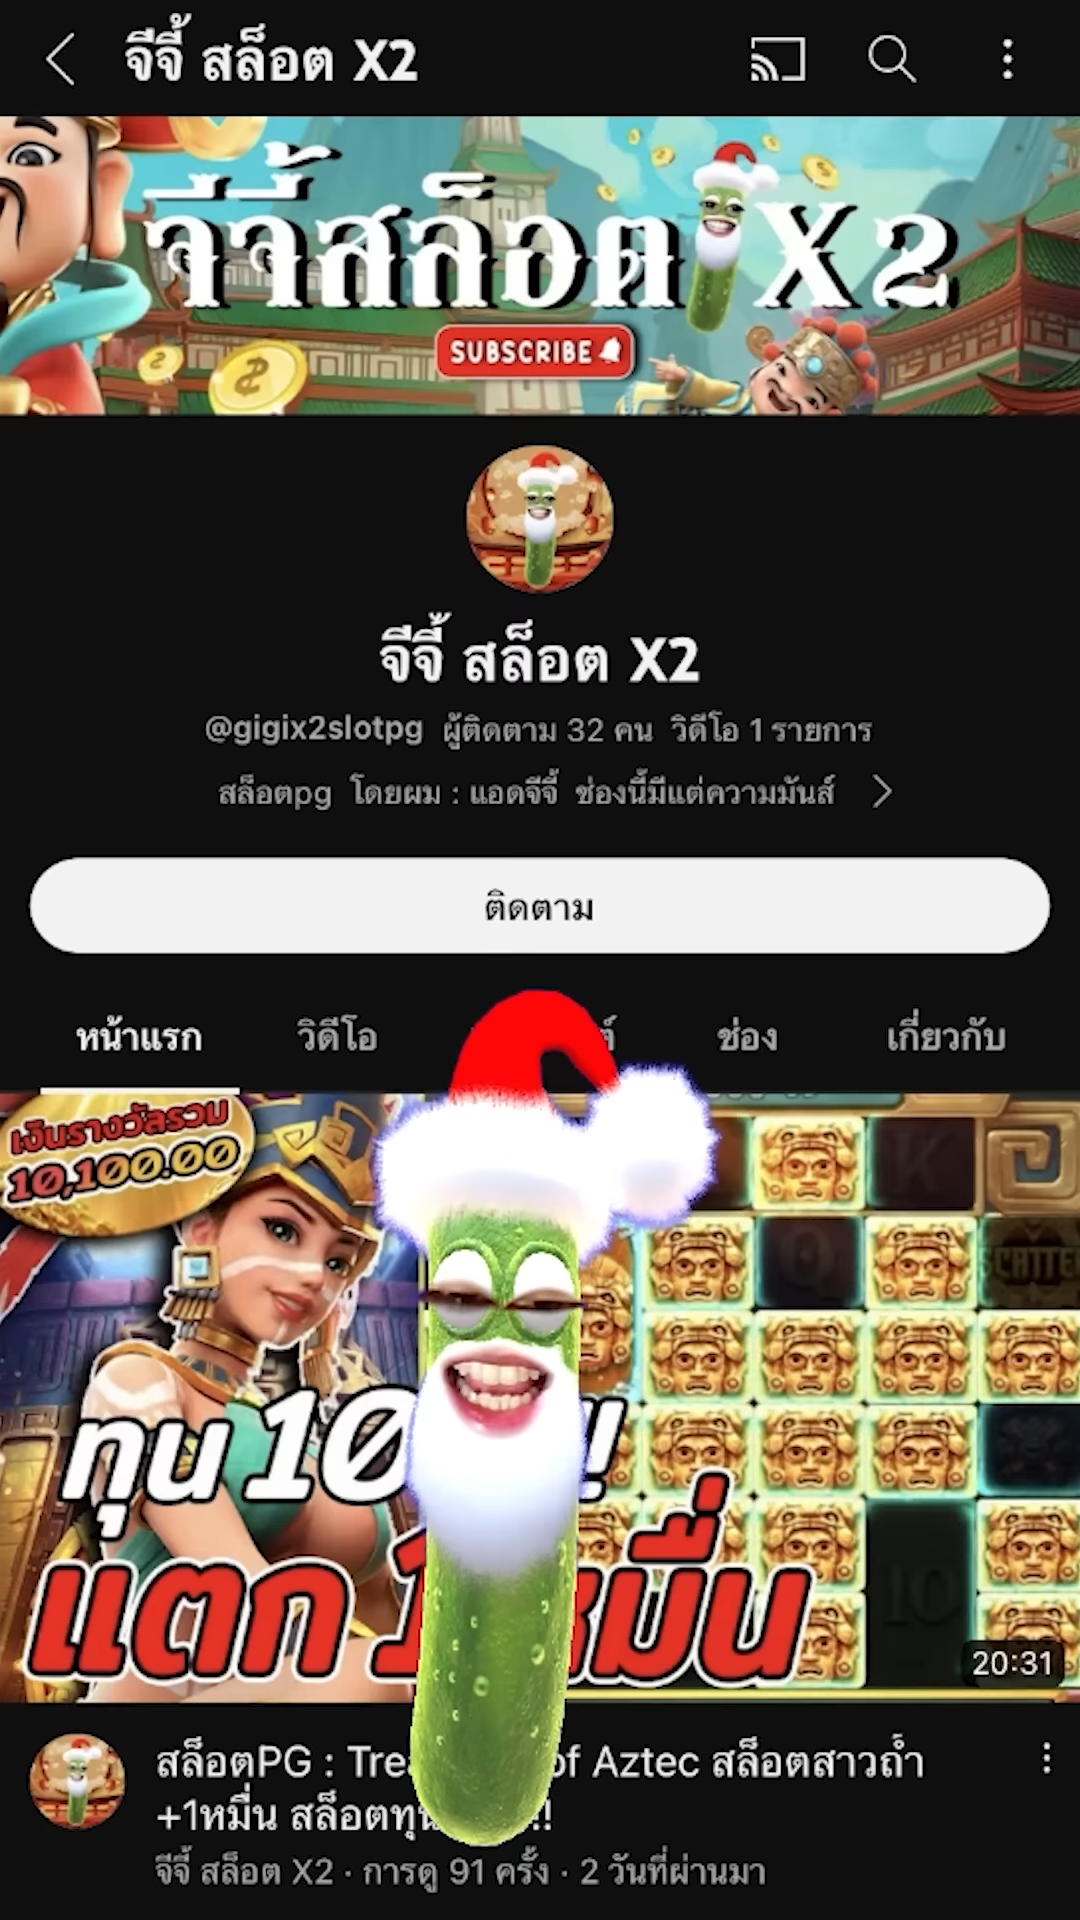 จีจี้ สล็อต X2
จีจี้สล็อต X2
SUBSCRIBE
จีจี้ สล็อต X2
@gigix2slotpg ผู้ติดตาม 32 คน วิดีโอ 1 รายการ
สล็อตpg โดยผม : แอดจีจี้ ช่องนี้มีแต่ความมันส์
ติดตาม
หน้าแรก วิดีโอ ช่อง เกี่ยวกับ
เงินรางวัลรวม
10,100.00
ทุน 10 !
แตก 1หมื่น
20:31
สล็อตPG : Trea of Aztec สล็อตสาวถ้ำ
+1หมื่น สล็อตทุน !!
จีจี้ สล็อต X2 · การดู 91 ครั้ง · 2 วันที่ผ่านมา